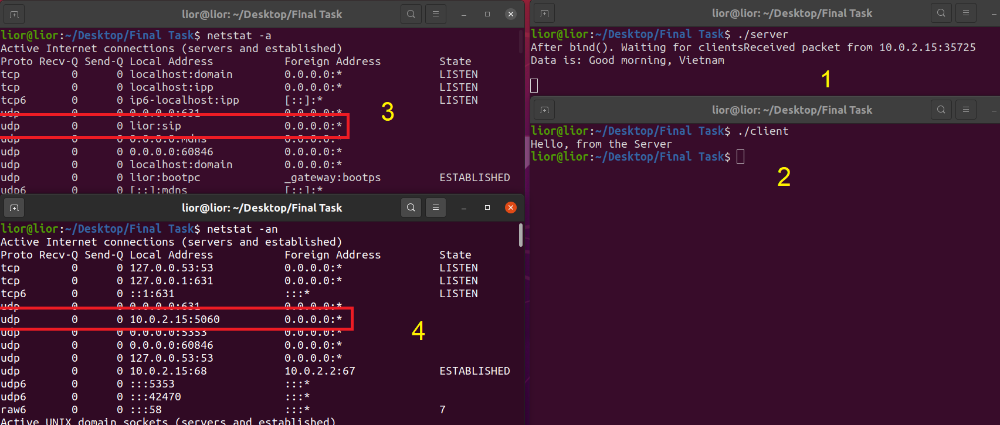 lior@lior: ~/Desktop/Final Task
lior@lior:~/Desktop/Final Task$ netstat -a
Active Internet connections (servers and established)
Proto Recv-Q Send-Q Local Address           Foreign Address         State
tcp        0      0 localhost:domain        0.0.0.0:*               LISTEN
tcp        0      0 localhost:ipp           0.0.0.0:*               LISTEN
tcp6       0      0 ip6-localhost:ipp       [::]:*                  LISTEN
udp        0      0 0.0.0.0:631             0.0.0.0:*
udp        0      0 lior:sip                0.0.0.0:*
udp        0      0 0.0.0.0:mdns            0.0.0.0:*
udp        0      0 0.0.0.0:60846           0.0.0.0:*
udp        0      0 localhost:domain        0.0.0.0:*
udp        0      0 lior:bootpc             _gateway:bootps         ESTABLISHED
udp6       0      0 [::]:mdns               [::]:*
3
lior@lior: ~/Desktop/Final Task
lior@lior:~/Desktop/Final Task$ netstat -an
Active Internet connections (servers and established)
Proto Recv-Q Send-Q Local Address           Foreign Address         State
tcp        0      0 127.0.0.53:53           0.0.0.0:*               LISTEN
tcp        0      0 127.0.0.1:631           0.0.0.0:*               LISTEN
tcp6       0      0 ::1:631                 :::*                    LISTEN
udp        0      0 0.0.0.0:631             0.0.0.0:*
udp        0      0 10.0.2.15:5060          0.0.0.0:*
udp        0      0 0.0.0.0:5353            0.0.0.0:*
udp        0      0 0.0.0.0:60846           0.0.0.0:*
udp        0      0 127.0.0.53:53           0.0.0.0:*
udp        0      0 10.0.2.15:68            10.0.2.2:67             ESTABLISHED
udp6       0      0 :::5353                 :::*
udp6       0      0 :::42470                :::*
raw6       0      0 :::58                   :::*                    7
Active UNIX domain sockets (servers and established)
4
lior@lior: ~/Desktop/Final Task
lior@lior:~/Desktop/Final Task$ ./server
After bind(). Waiting for clientsReceived packet from 10.0.2.15:35725
Data is: Good morning, Vietnam
1
lior@lior: ~/Desktop/Final Task
lior@lior:~/Desktop/Final Task$ ./client
Hello, from the Server
lior@lior:~/Desktop/Final Task$
2